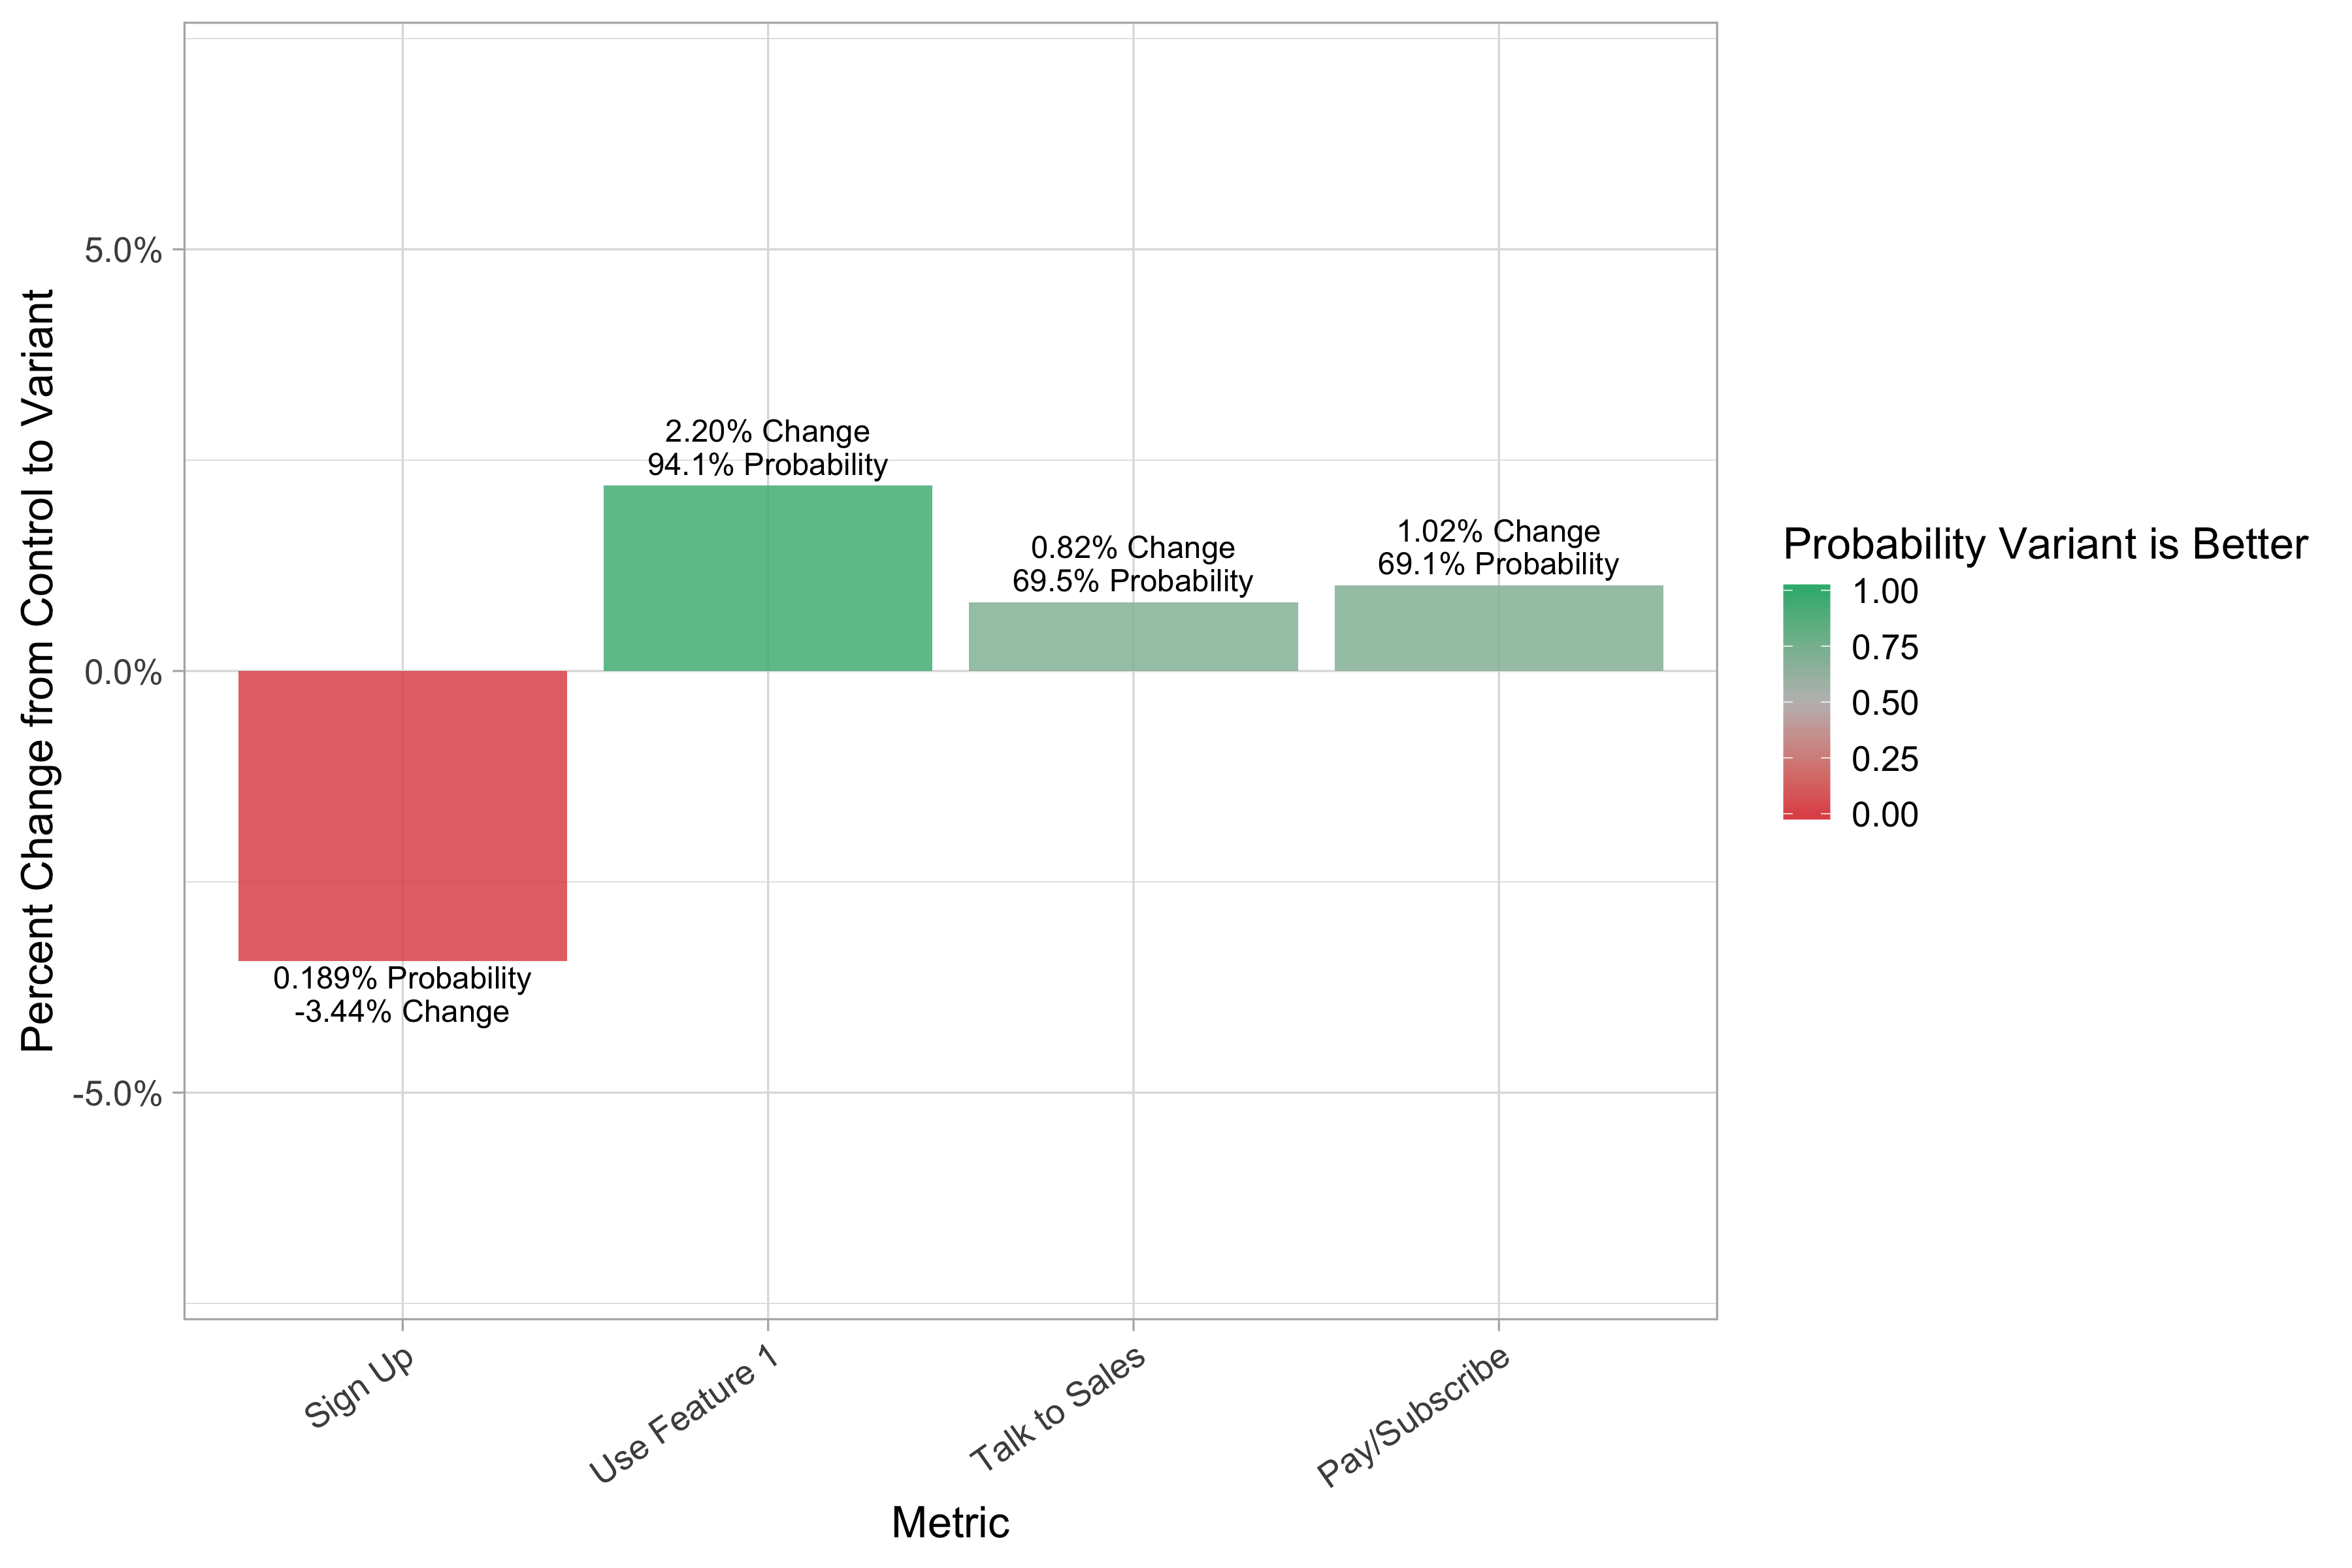 Percent Change from Control to Variant
5.0%
0.0%
-5.0%
2.20% Change
94.1% Probability
0.82% Change
69.5% Probability
1.02% Change
69.1% Probability
0.189% Probability
-3.44% Change
Sign Up
Use Feature 1
Talk to Sales
Pay/Subscribe
Metric
Probability Variant is Better
1.00
0.75
0.50
0.25
0.00